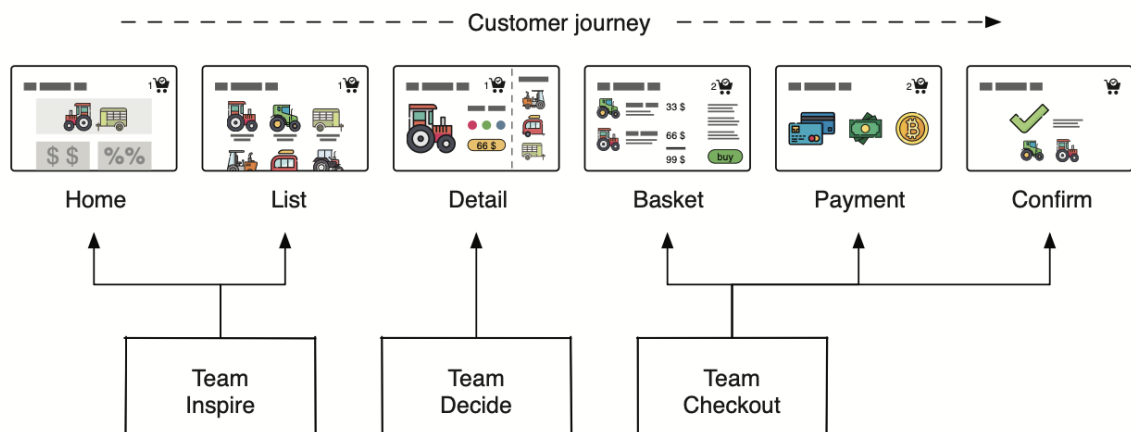 Customer journey
1
1
$ $
%%
1
66 $
2
33 $
66 $
99 $
buy
2
Home
List
Detail
Basket
Payment
Confirm
Team
Inspire
Team
Decide
Team
Checkout